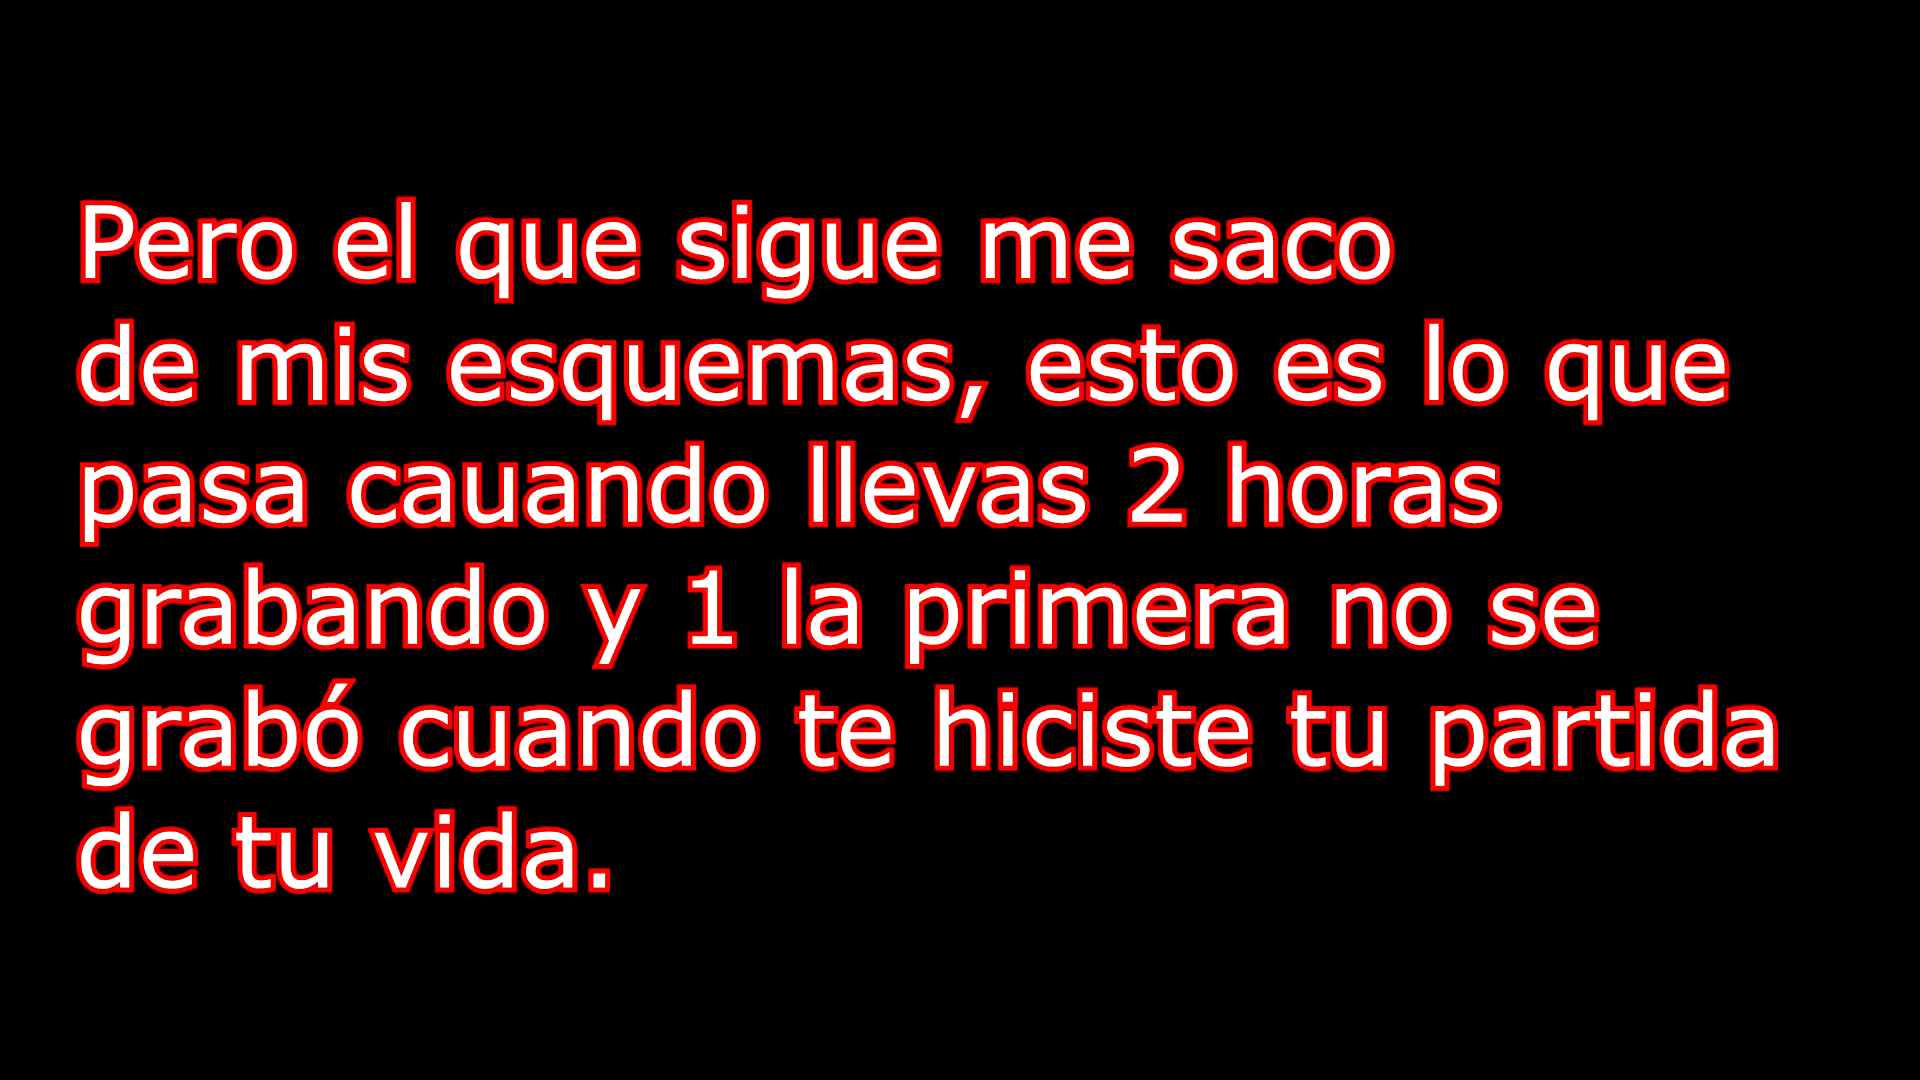 Pero el que sigue me saco
de mis esquemas, esto es lo que
pasa cauando llevas 2 horas
grabando y 1 la primera no se
grabó cuando te hiciste tu partida
de tu vida.